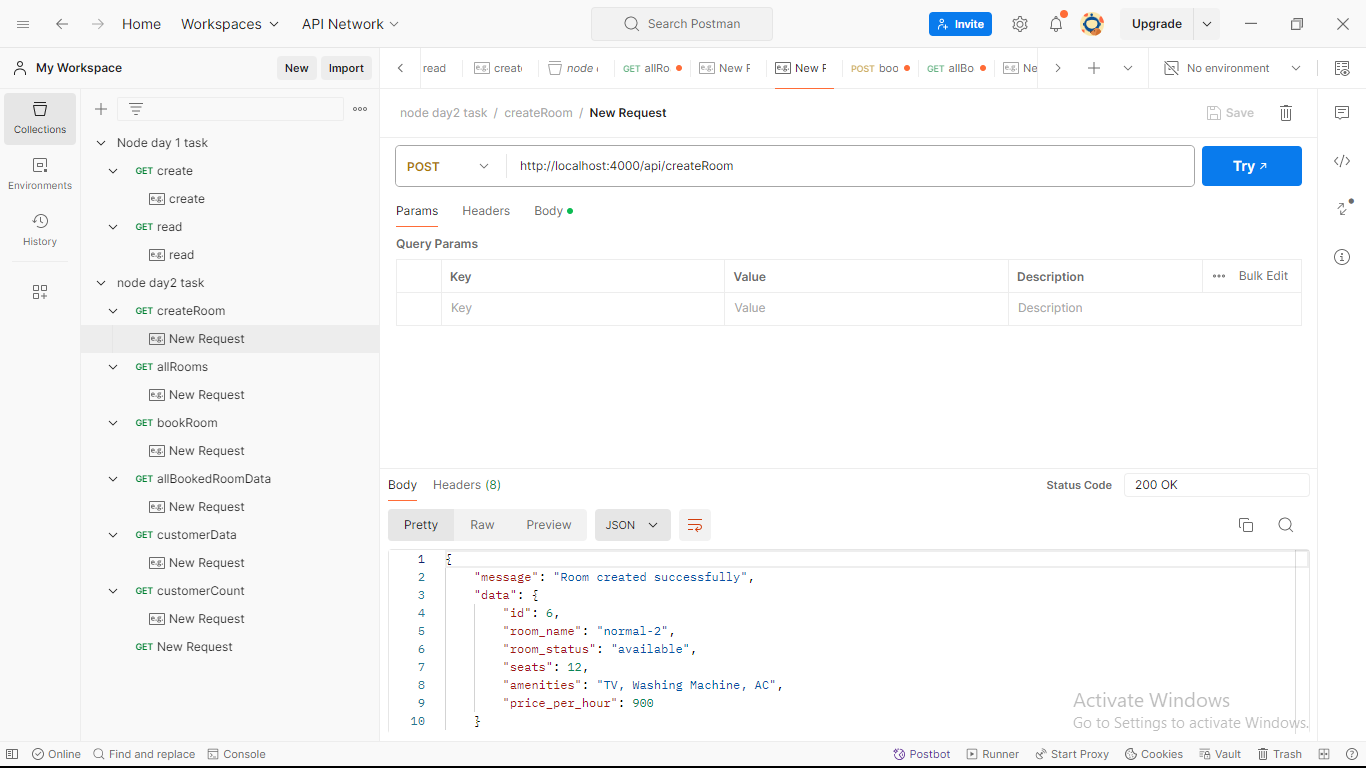 Home Workspaces API Network Search Postman Invite Upgrade
My Workspace New Import read e.g. creat node GET allRo e.g. New F e.g. New F POST boo GET allBo e.g. Ne No environment
Collections
Environments
History
Node day 1 task
GET create
e.g. create
GET read
e.g. read
node day2 task
GET createRoom
e.g. New Request
GET allRooms
e.g. New Request
GET bookRoom
e.g. New Request
GET allBookedRoomData
e.g. New Request
GET customerData
e.g. New Request
GET customerCount
e.g. New Request
GET New Request
node day2 task / createRoom / New Request Save
POST http://localhost:4000/api/createRoom Try
Params Headers Body
Query Params
Key Value Description Bulk Edit
Key Value Description
Body Headers (8) Status Code 200 OK
Pretty Raw Preview JSON
1 {
2 "message": "Room created successfully",
3 "data": {
4 "id": 6,
5 "room_name": "normal-2",
6 "room_status": "available",
7 "seats": 12,
8 "amenities": "TV, Washing Machine, AC",
9 "price_per_hour": 900
10 }
Activate Windows
Go to Settings to activate Windows.
Online Find and replace Console Postbot Runner Start Proxy Cookies Vault Trash